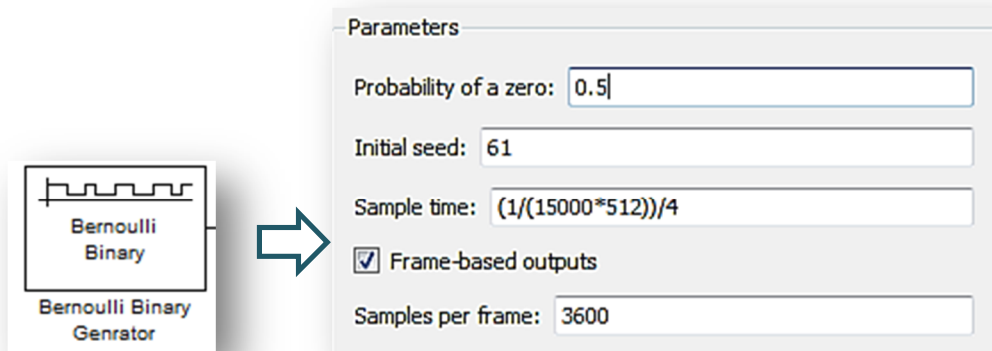 Parameters
Probability of a zero: 0.5
Initial seed: 61
Sample time: (1/(15000*512))/4
Frame-based outputs
Samples per frame: 3600
Bernoulli
Binary
Bernoulli Binary
Genrator